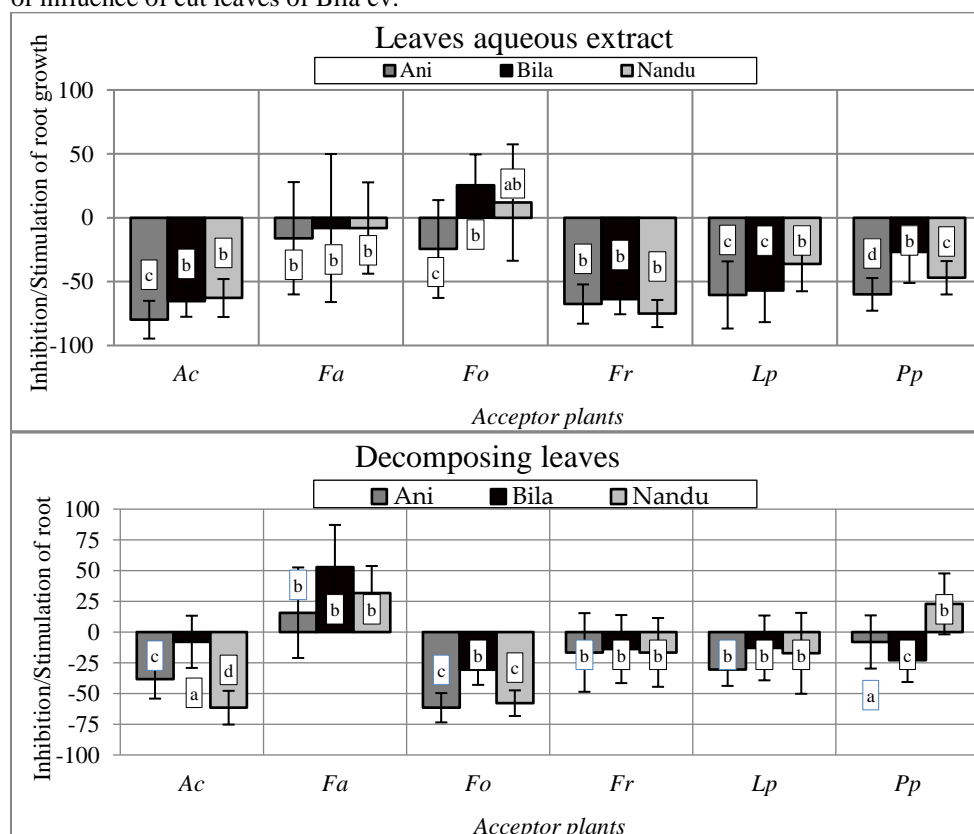 of influence of cut leaves of Bila cv.
Leaves aqueous extract
Ani Bila Nandu
Inhibition/Stimulation of root growth
100
50
0
-50
-100
c b b
b b b
c b ab
b b b
c c b
d b c
Ac Fa Fo Fr Lp Pp
Acceptor plants
Decomposing leaves
Ani Bila Nandu
Inhibition/Stimulation of root
100
75
50
25
0
-25
-50
-75
-100
c a d
b b b
c b c
b b b
b b b
a c b
Ac Fa Fo Fr Lp Pp
Acceptor plants